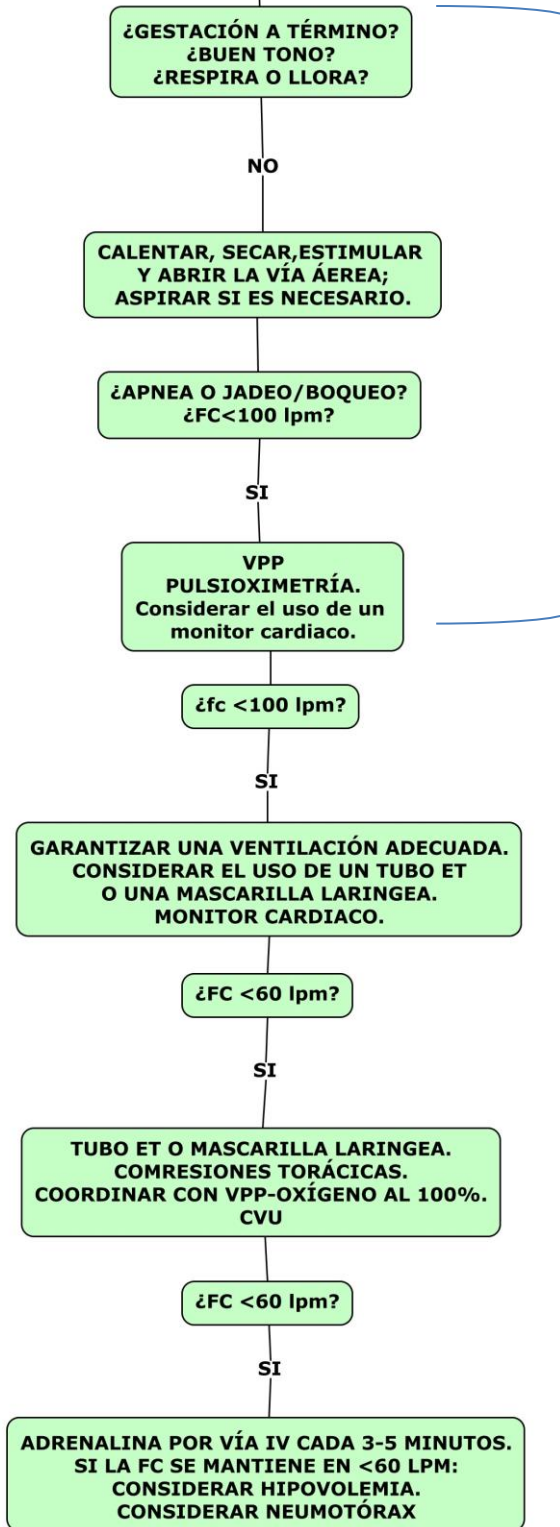 ¿GESTACIÓN A TÉRMINO?
¿BUEN TONO?
¿RESPIRA O LLORA?
NO
CALENTAR, SECAR,ESTIMULAR
Y ABRIR LA VÍA ÁEREA;
ASPIRAR SI ES NECESARIO.
¿APNEA O JADEO/BOQUEO?
¿FC<100 lpm?
SI
VPP
PULSIOXIMETRÍA.
Considerar el uso de un
monitor cardiaco.
¿fc <100 lpm?
SI
GARANTIZAR UNA VENTILACIÓN ADECUADA.
CONSIDERAR EL USO DE UN TUBO ET
O UNA MASCARILLA LARINGEA.
MONITOR CARDIACO.
¿FC <60 lpm?
SI
TUBO ET O MASCARILLA LARINGEA.
COMRESIONES TORÁCICAS.
COORDINAR CON VPP-OXÍGENO AL 100%.
CVU
¿FC <60 lpm?
SI
ADRENALINA POR VÍA IV CADA 3-5 MINUTOS.
SI LA FC SE MANTIENE EN <60 LPM:
CONSIDERAR HIPOVOLEMIA.
CONSIDERAR NEUMOTÓRAX